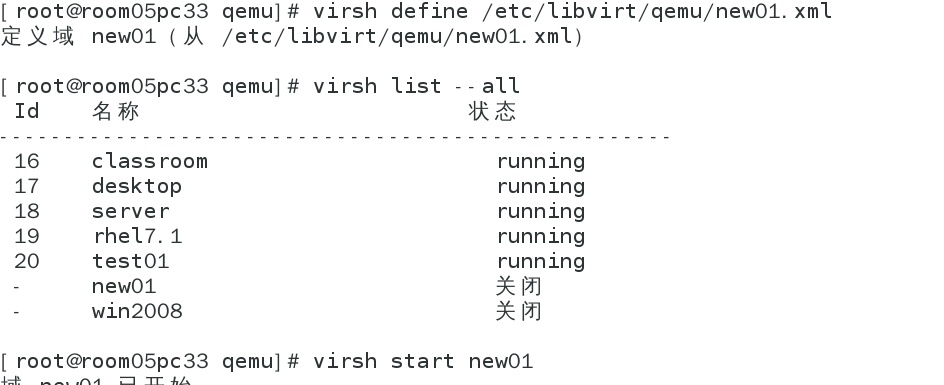 [root@room05pc33 qemu]# virsh define /etc/libvirt/qemu/new01.xml
定义域 new01（从 /etc/libvirt/qemu/new01.xml）
[root@room05pc33 qemu]# virsh list --all
Id 名称 状态
----------------------------------------------------
16 classroom running
17 desktop running
18 server running
19 rhel7.1 running
20 test01 running
- new01 关闭
- win2008 关闭
[root@room05pc33 qemu]# virsh start new01
域 new01 已开始